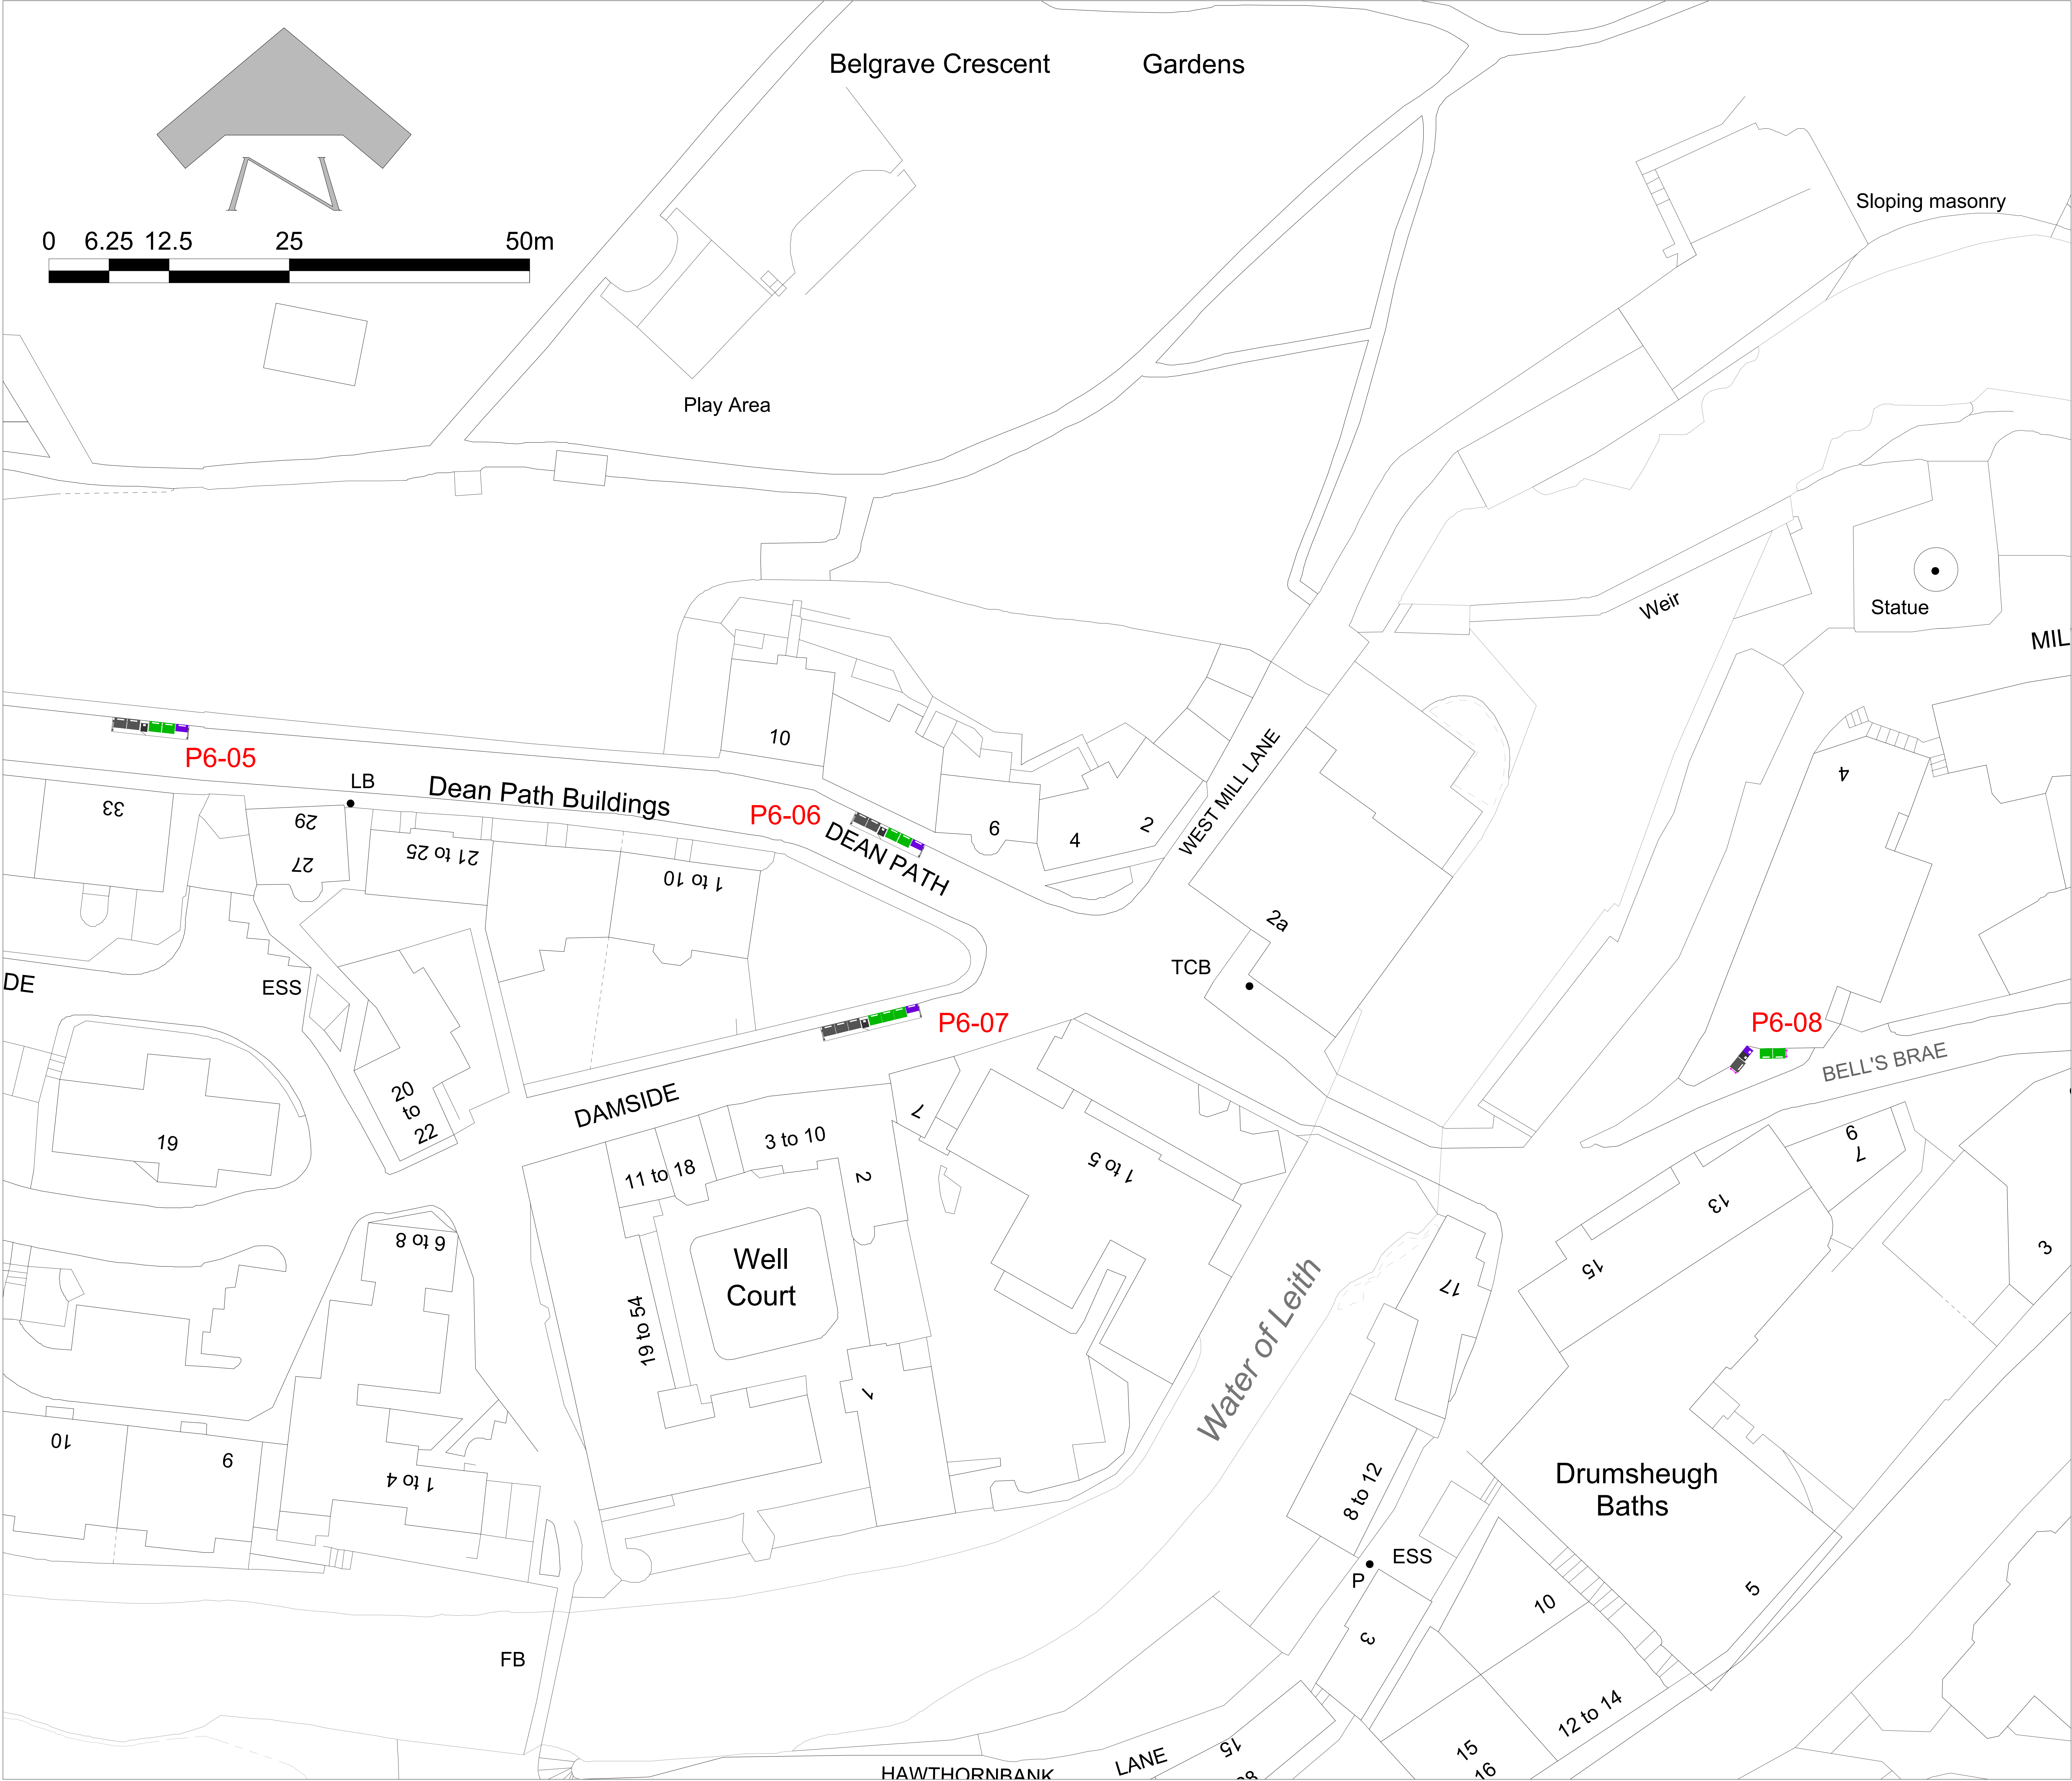 Belgrave Crescent Gardens
Sloping masonry
0 6.25 12.5 25 50m
Play Area
Weir
Statue
MIL
10
P6-05
LB
Dean Path Buildings
P6-06
DEAN PATH
6
4
2
WEST MILL LANE
4
33
29
27
21 to 25
1 to 10
2a
TCB
DE
ESS
P6-07
P6-08
BELL'S BRAE
20
to
22
DAMSIDE
19
7
3 to 10
11 to 18
2
1 to 5
9
7
13
15
3
6 to 8
Well
Court
19 to 54
1
Water of Leith
17
10
9
1 to 4
8 to 12
Drumsheugh
Baths
ESS
P
10
5
3
FB
12 to 14
15
16
LANE
15
HAWTHORNBANK